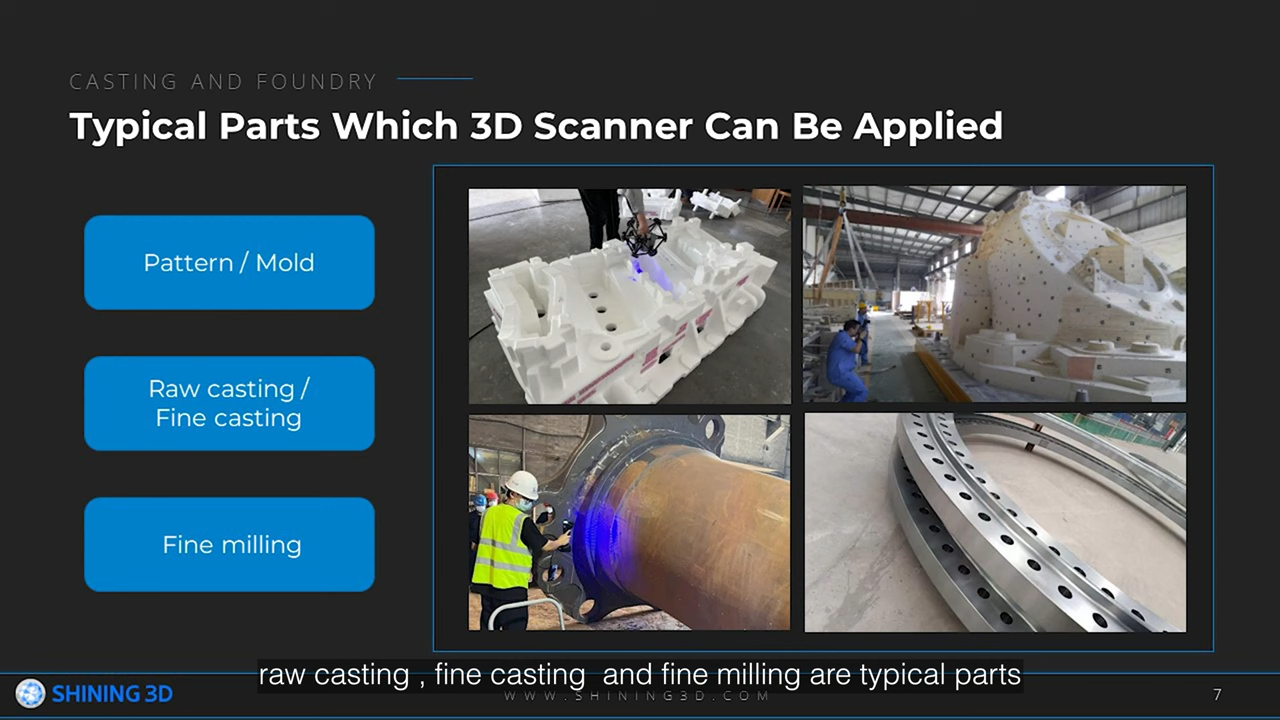 CASTING AND FOUNDRY
Typical Parts Which 3D Scanner Can Be Applied
Pattern / Mold
Raw casting /
Fine casting
Fine milling
raw casting , fine casting  and fine milling are typical parts
SHINING 3D
WWW.SHINING3D.COM
7